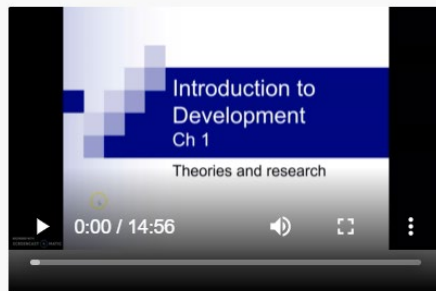 Introduction to
Development
Ch 1
Theories and research
0:00 / 14:56